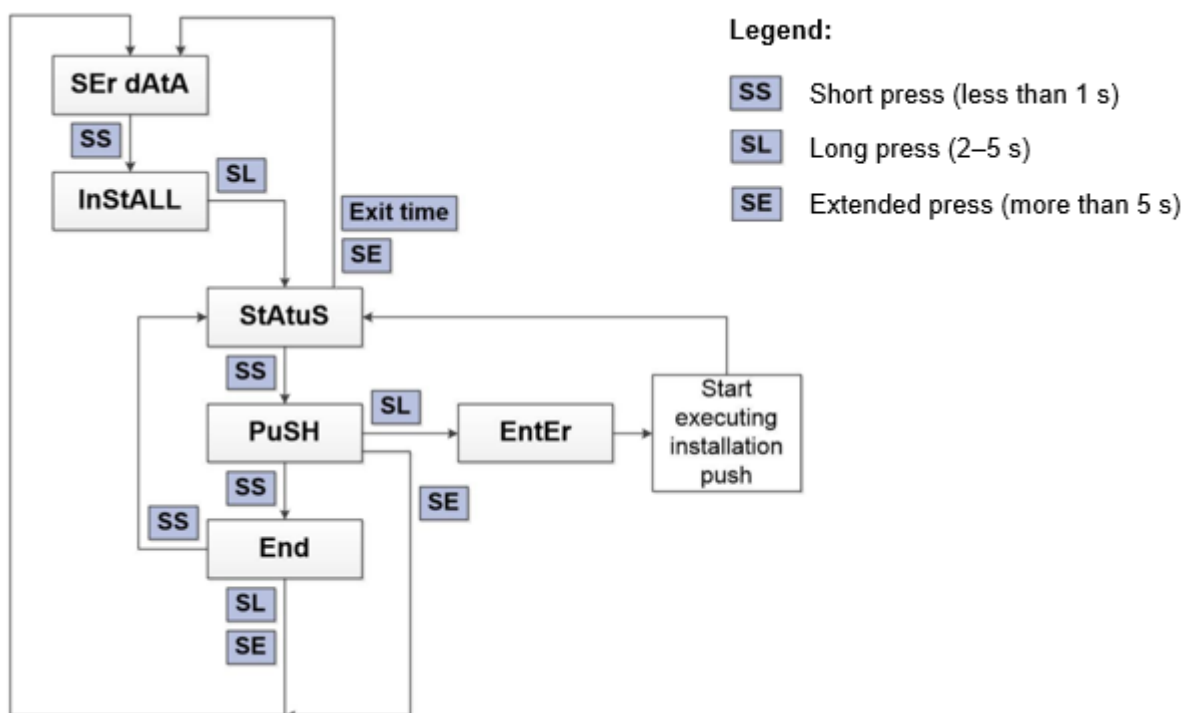 Legend:
SS Short press (less than 1 s)
SL Long press (2–5 s)
SE Extended press (more than 5 s)
SEr dAtA
SS
InStALL
SL
Exit time
SE
StAtuS
SS
PuSH
SL
EntEr
Start
executing
installation
push
SS
SE
SS
End
SL
SE